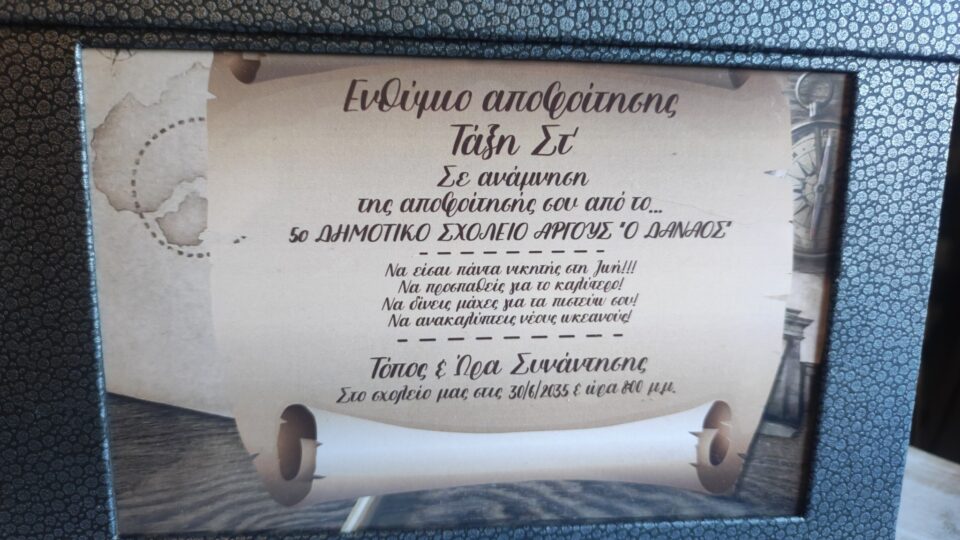 Ενθύμιο αποφοίτησης
Τάξη Στ'
Σε ανάμνηση
της αποφοίτησής σου από το...
5ο ΔΗΜΟΤΙΚΟ ΣΧΟΛΕΙΟ ΑΡΓΟΥΣ "Ο ΔΑΝΑΟΣ"
Να είσαι πάντα νικητής στη ζωή!!!
Να προσπαθείς για το καλύτερο!
Να δίνεις μάχες για τα πιστεύω σου!
Να ανακαλύπτεις νέους ωκεανούς!
Τόπος & Ώρα Συνάντησης
Στο σχολείο μας στις 30/6/2035 & ώρα 8:00 μ.μ.